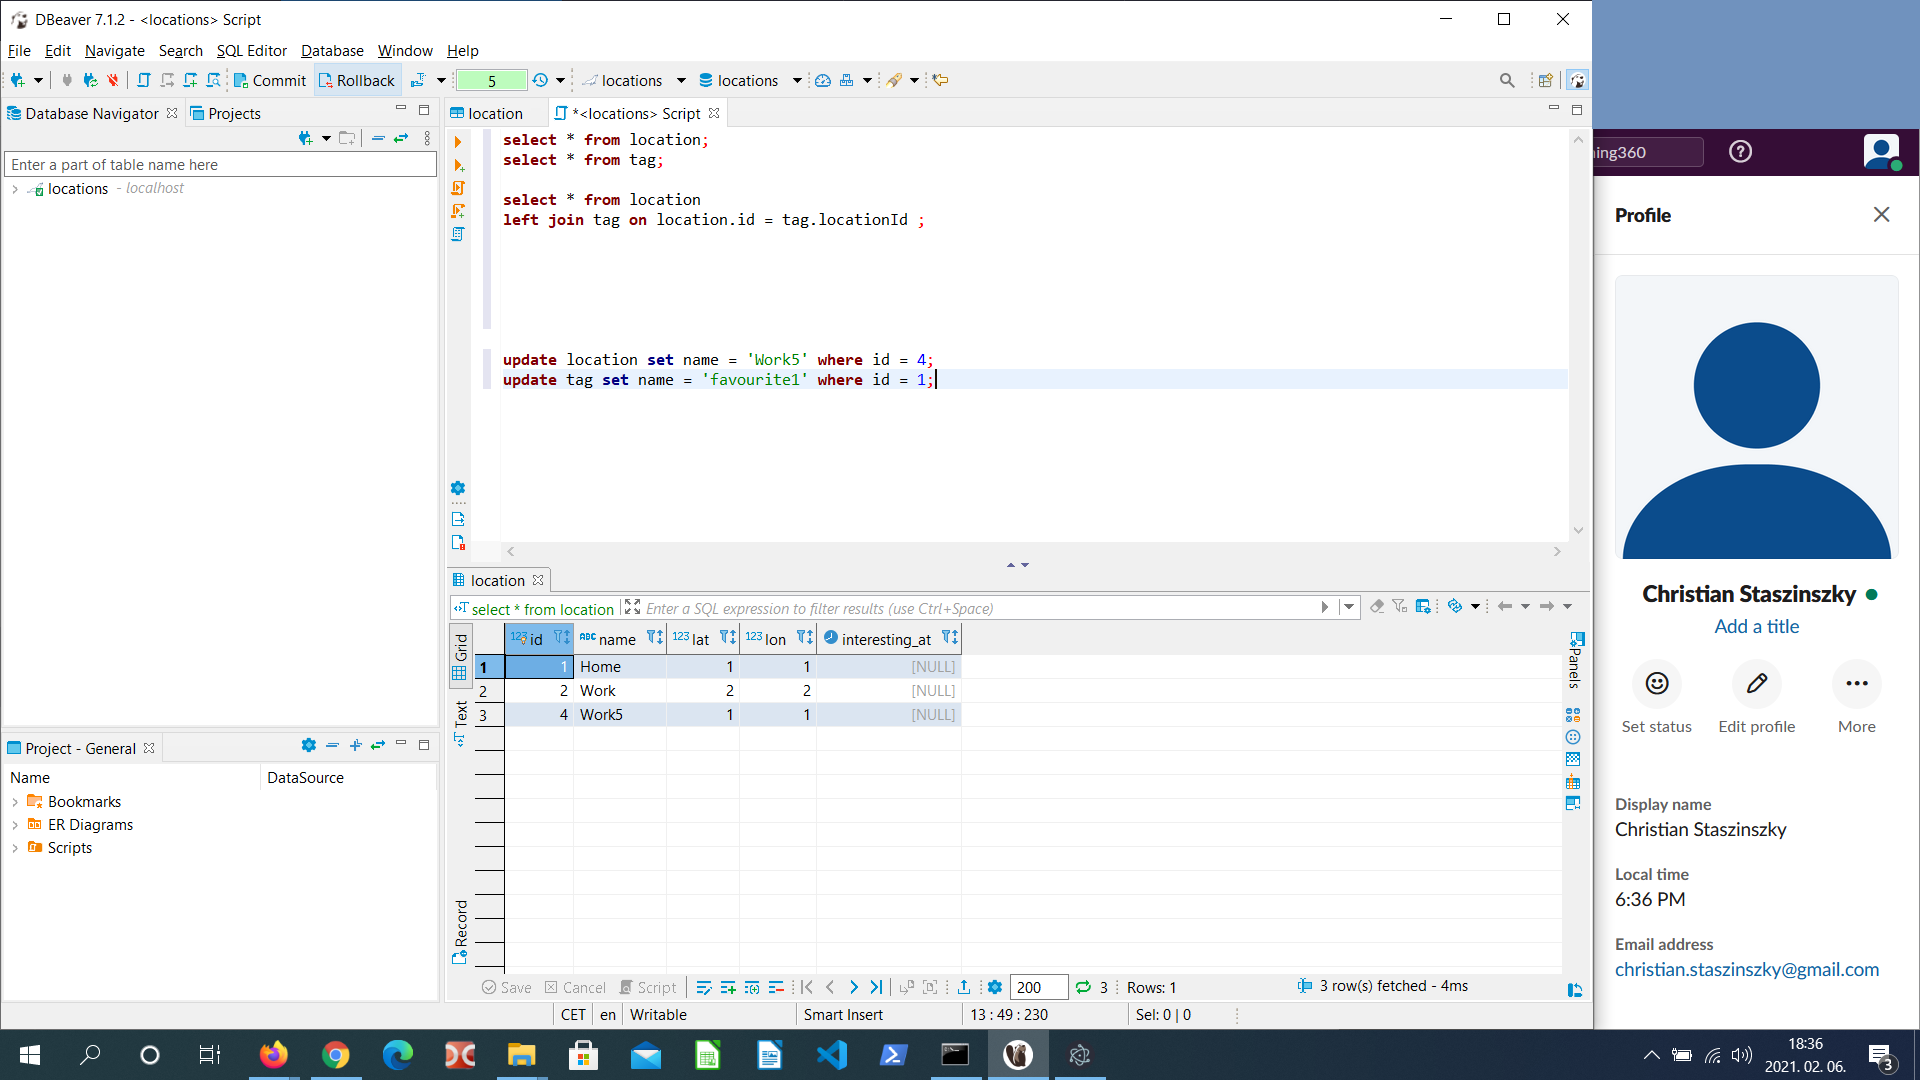 DBeaver 7.1.2 - <locations> Script
File Edit Navigate Search SQL Editor Database Window Help
Commit Rollback 5 locations locations
Database Navigator Projects
Enter a part of table name here
locations - localhost
location *<locations> Script
select * from location;
select * from tag;
select * from location
left join tag on location.id = tag.locationId ;
update location set name = 'Work5' where id = 4;
update tag set name = 'favourite1' where id = 1;
Project - General
Name DataSource
Bookmarks
ER Diagrams
Scripts
location
select * from location Enter a SQL expression to filter results (use Ctrl+Space)
Grid
Text
Record
Panels
123 id ABC name 123 lat 123 lon interesting_at
1 1 Home 1 1 [NULL]
2 2 Work 2 2 [NULL]
3 4 Work5 1 1 [NULL]
Save Cancel Script 200 3 Rows: 1 3 row(s) fetched - 4ms
CET en Writable Smart Insert 13 : 49 : 230 Sel: 0 | 0
ning360
Profile
Christian Staszinszky
Add a title
Set status Edit profile More
Display name
Christian Staszinszky
Local time
6:36 PM
Email address
christian.staszinszky@gmail.com
18:36
2021. 02. 06.
3